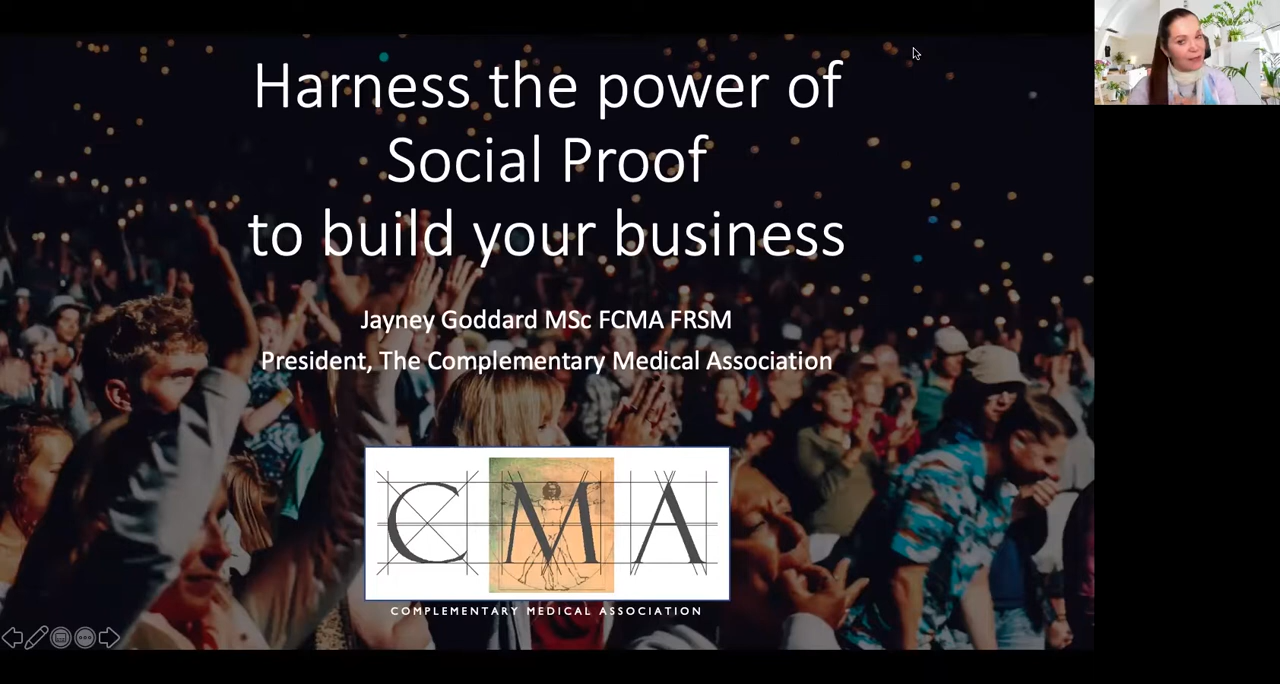 Harness the power of
Social Proof
to build your business
Jayney Goddard MSc FCMA FRSM
President, The Complementary Medical Association
CMA
COMPLEMENTARY MEDICAL ASSOCIATION